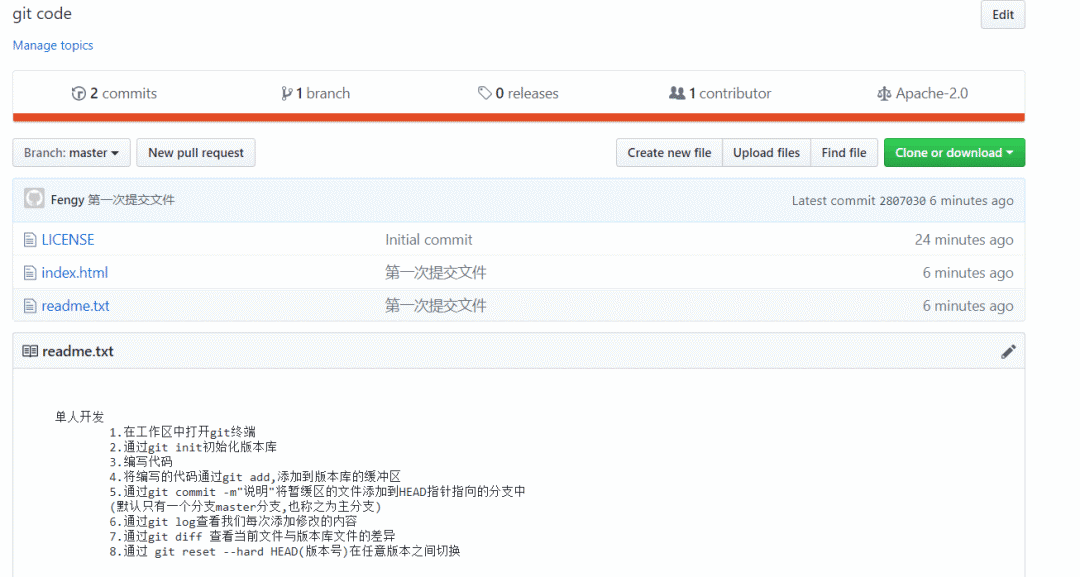 git code
Edit
Manage topics
2 commits
1 branch
0 releases
1 contributor
Apache-2.0
Branch: master
New pull request
Create new file
Upload files
Find file
Clone or download
Fengy 第一次提交文件
Latest commit 2807030 6 minutes ago
LICENSE
Initial commit
24 minutes ago
index.html
第一次提交文件
6 minutes ago
readme.txt
第一次提交文件
6 minutes ago
readme.txt
单人开发
1.在工作区中打开git终端
2.通过git init初始化版本库
3.编写代码
4.将编写的代码通过git add,添加到版本库的缓冲区
5.通过git commit -m"说明"将暂缓区的文件添加到HEAD指针指向的分支中
(默认只有一个分支master分支,也称之为主分支)
6.通过git log查看我们每次添加修改的内容
7.通过git diff 查看当前文件与版本库文件的差异
8.通过 git reset --hard HEAD(版本号)在任意版本之间切换